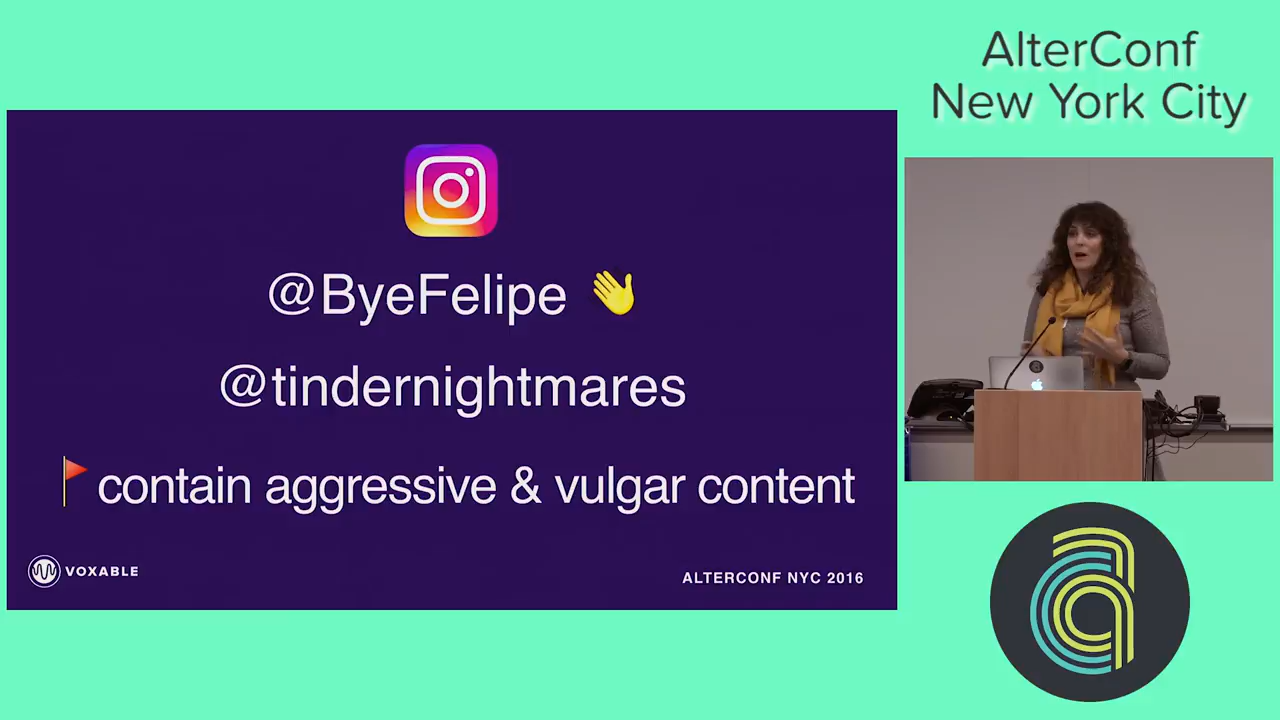 AlterConf
New York City
@ByeFelipe 👋
@tindernightmares
🚩contain aggressive & vulgar content
VOXABLE
ALTERCONF NYC 2016